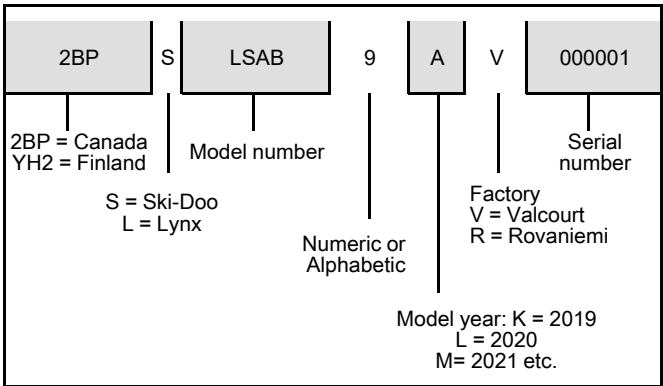 2BP S LSAB 9 A V 000001
2BP = Canada
YH2 = Finland
Model number
Serial
number
S = Ski-Doo
L = Lynx
Factory
V = Valcourt
R = Rovaniemi
Numeric or
Alphabetic
Model year: K = 2019
L = 2020
M= 2021 etc.